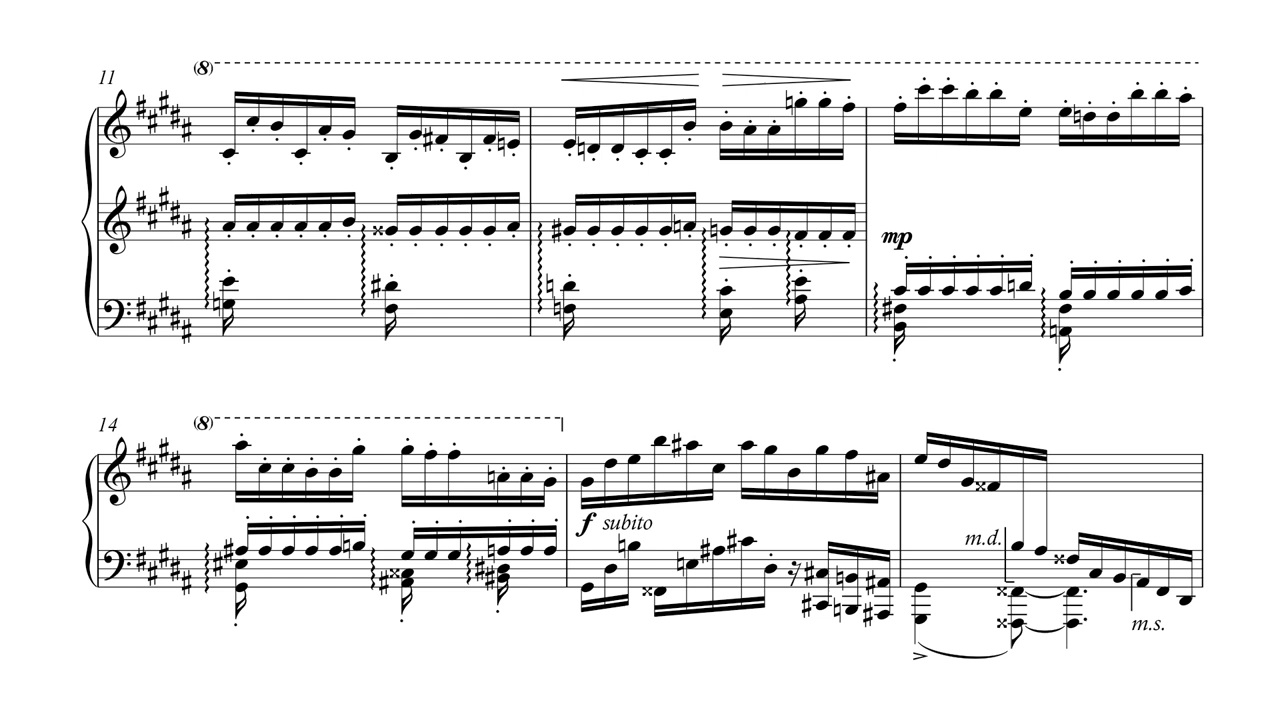 11
(8)
mp
14
(8)
f subito
m.d.
m.s.